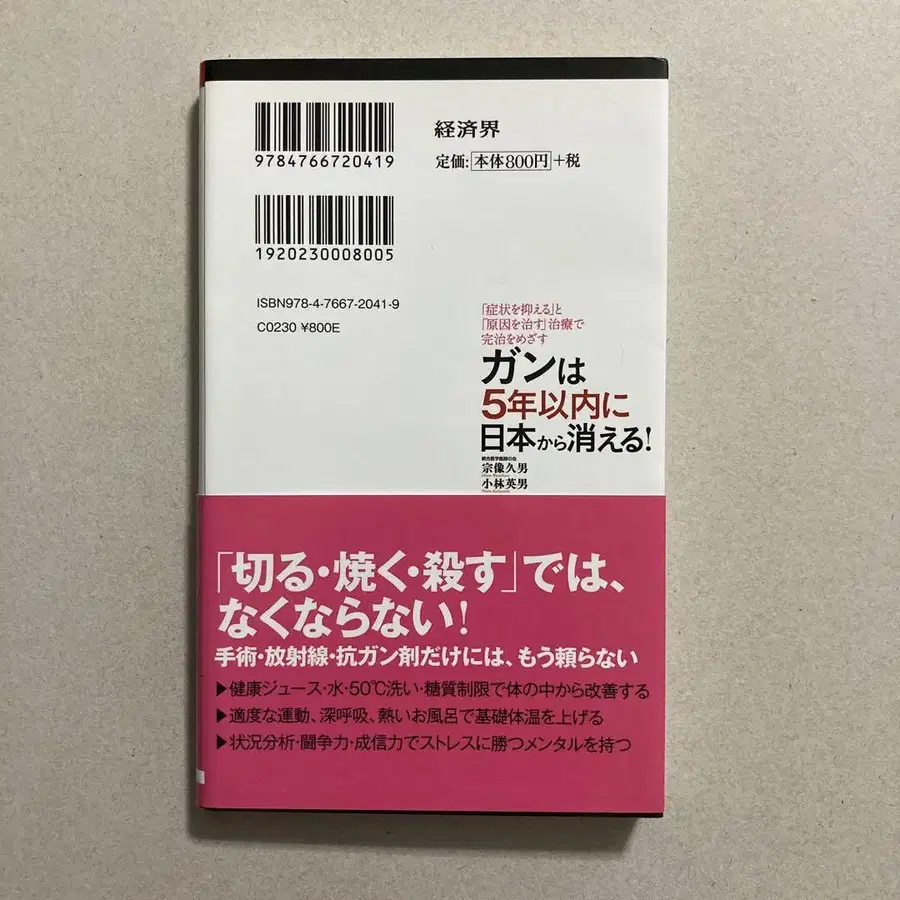 9784766720419
経済界
定価:本体800円+税
1920230008005
ISBN978-4-7667-2041-9
C0230 ¥800E
「症状を抑える」と
「原因を治す」治療で
完治をめざす
ガンは
5年以内に
日本から消える!
統合医学医師の会
宗像久男
小林英男
「切る・焼く・殺す」では、
なくならない!
手術・放射線・抗ガン剤だけには、もう頼らない
▶健康ジュース・水・50℃洗い・糖質制限で体の中から改善する
▶適度な運動、深呼吸、熱いお風呂で基礎体温を上げる
▶状況分析・闘争力・成信力でストレスに勝つメンタルを持つ